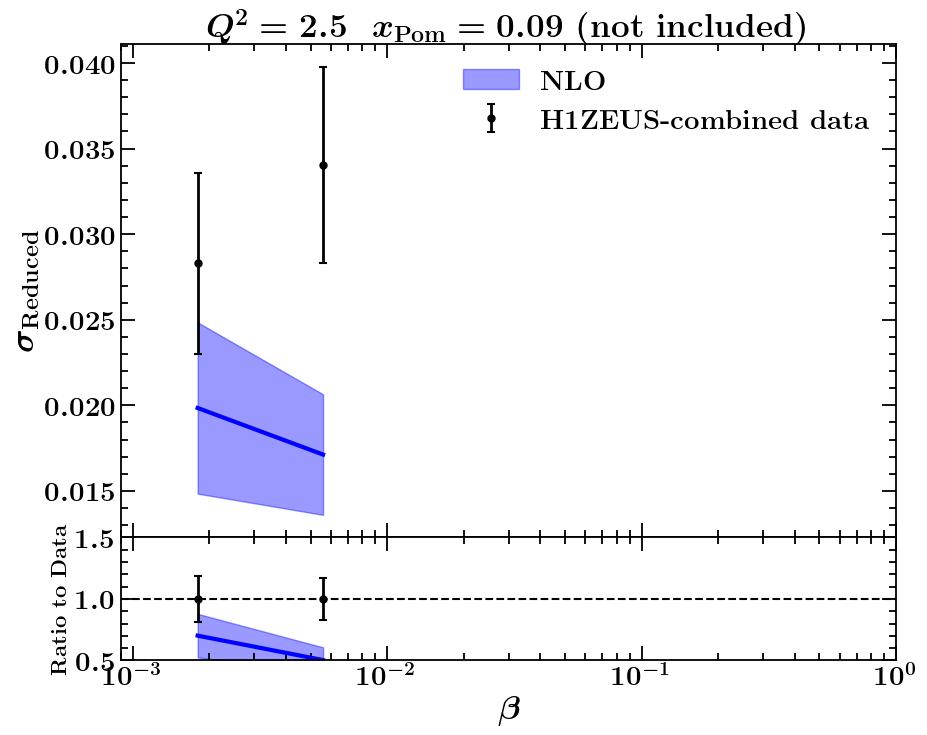 Q² = 2.5 x_Pom = 0.09 (not included)
NLO
H1ZEUS-combined data
σ_Reduced
0.040
0.035
0.030
0.025
0.020
0.015
Ratio to Data
1.5
1.0
0.5
10⁻³ 10⁻² 10⁻¹ 10⁰
β